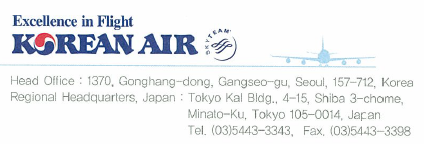 Excellence in Flight
KOREAN AIR
SKYTEAM
Head Office : 1370, Gonghang-dong, Gangseo-gu, Seoul, 157-712, Korea
Regional Headquarters, Japan : Tokyo Kal Bldg., 4-15, Shiba 3-chome,
Minato-Ku, Tokyo 105-0014, Japan
Tel. (03)5443-3343, Fax. (03)5443-3398